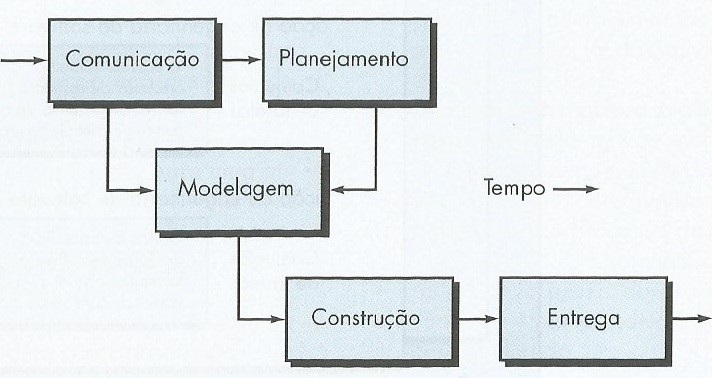 Comunicação
Planejamento
Modelagem
Tempo
Construção
Entrega